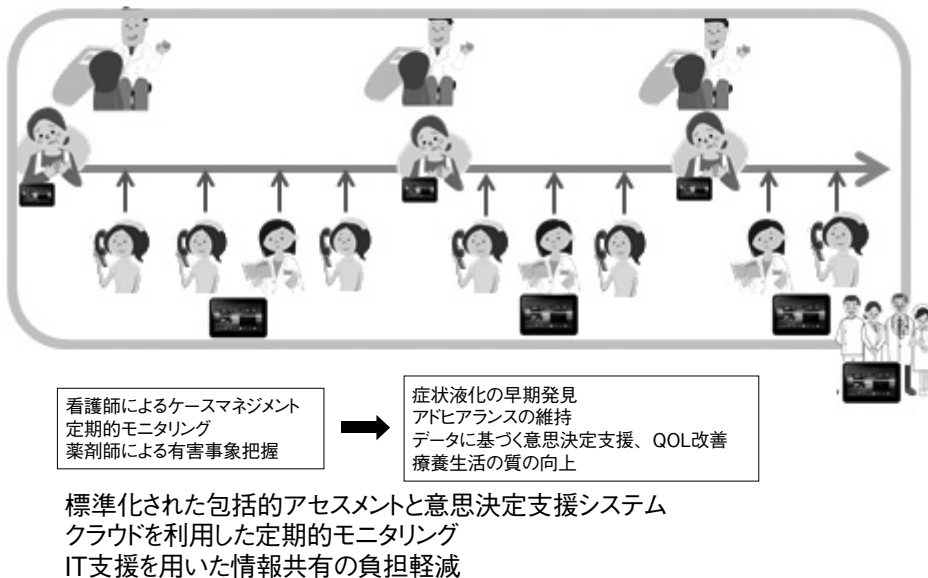 看護師によるケースマネジメント
定期的モニタリング
薬剤師による有害事象把握
症状液化の早期発見
アドヒアランスの維持
データに基づく意思決定支援、QOL改善
療養生活の質の向上
標準化された包括的アセスメントと意思決定支援システム
クラウドを利用した定期的モニタリング
IT支援を用いた情報共有の負担軽減